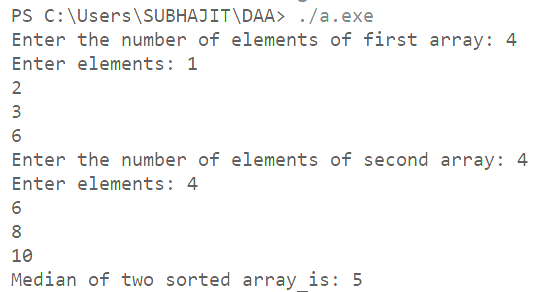 PS C:\Users\SUBHAJIT\DAA> ./a.exe
Enter the number of elements of first array: 4
Enter elements: 1
2
3
6
Enter the number of elements of second array: 4
Enter elements: 4
6
8
10
Median of two sorted array_is: 5